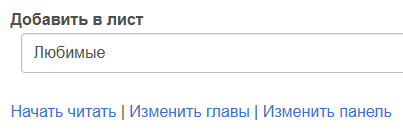 Добавить в лист
Любимые
Начать читать | Изменить главы | Изменить панель